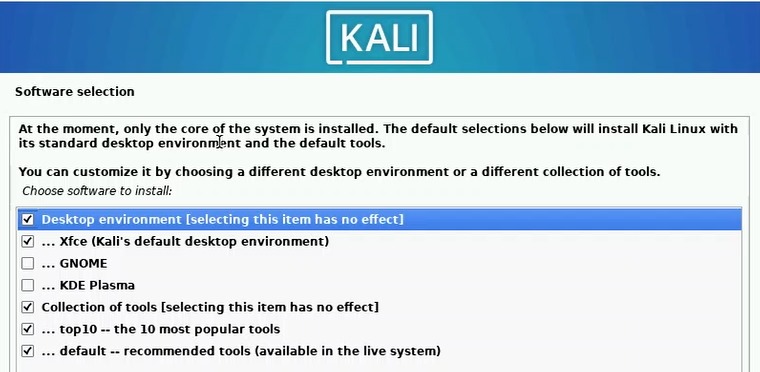 KALI
Software selection
At the moment, only the core of the system is installed. The default selections below will install Kali Linux with
its standard desktop environment and the default tools.
You can customize it by choosing a different desktop environment or a different collection of tools.
Choose software to install:
Desktop environment [selecting this item has no effect]
... Xfce (Kali's default desktop environment)
... GNOME
... KDE Plasma
Collection of tools [selecting this item has no effect]
... top10 -- the 10 most popular tools
... default -- recommended tools (available in the live system)